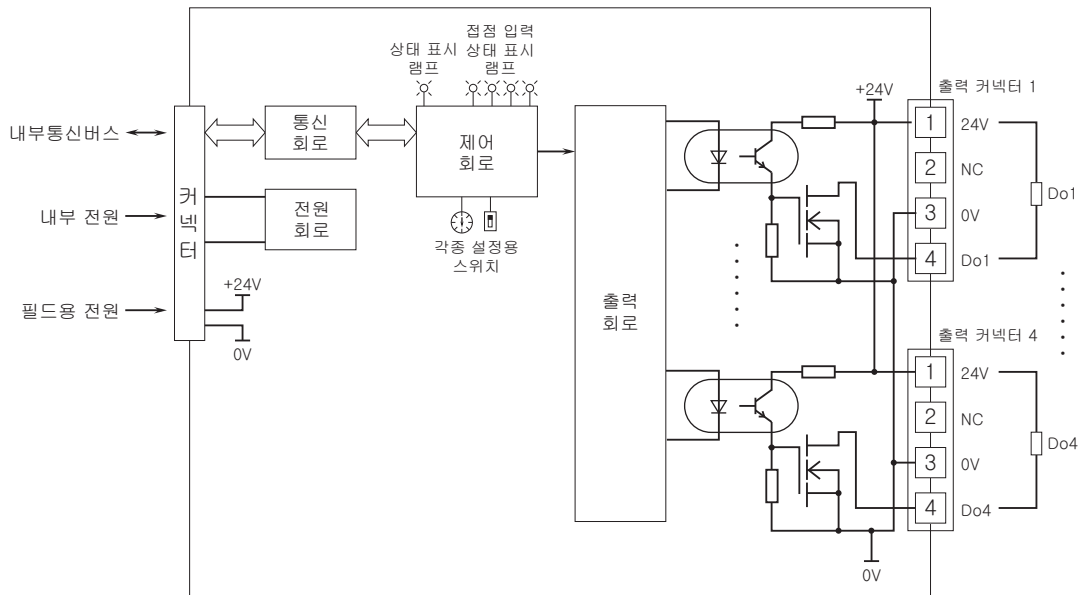 접점 입력
상태 표시
램프
상태 표시
램프
+24V
출력 커넥터 1
내부통신버스
통신
회로
제어
회로
1
24V
2
NC
Do1
커
넥
터
내부 전원
전원
회로
3
0V
각종 설정용
스위치
4
Do1
+24V
필드용 전원
출력
회로
0V
출력 커넥터 4
1
24V
2
NC
Do4
3
0V
4
Do4
0V